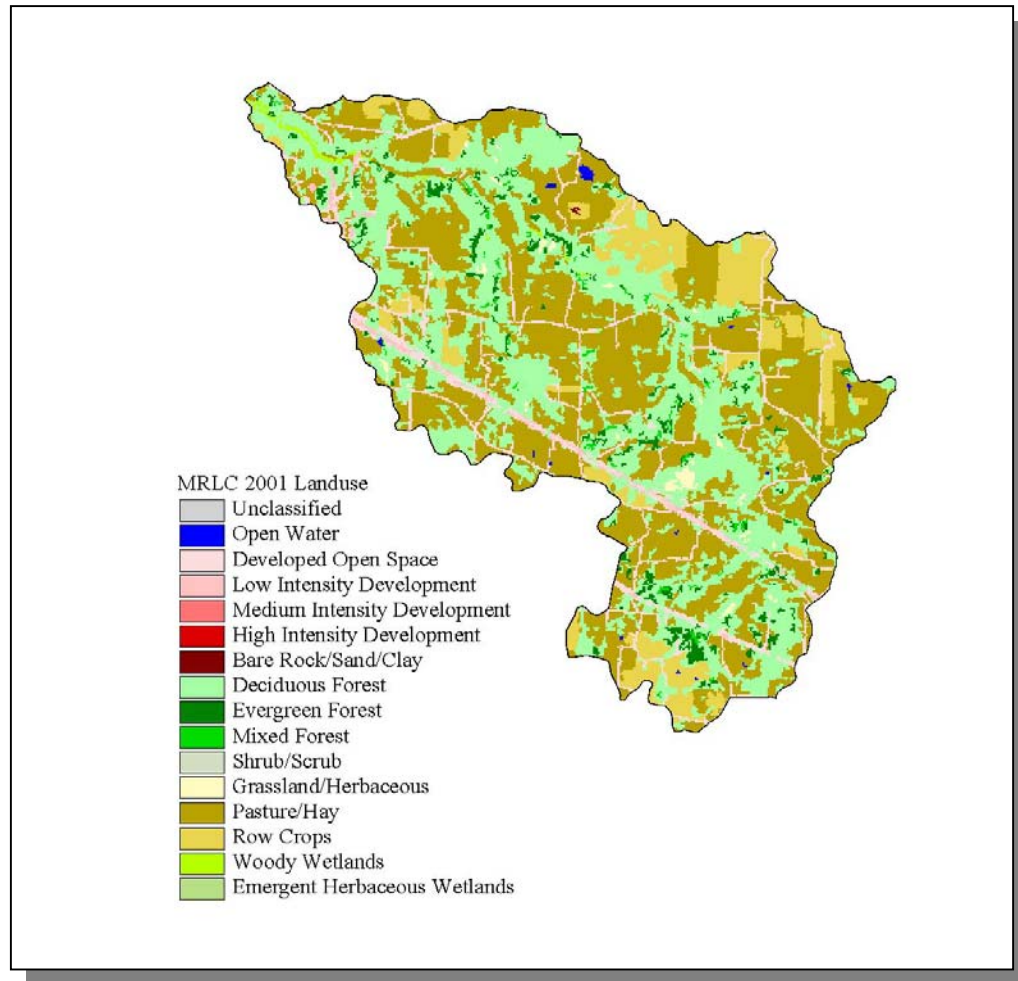 MRLC 2001 Landuse
Unclassified
Open Water
Developed Open Space
Low Intensity Development
Medium Intensity Development
High Intensity Development
Bare Rock/Sand/Clay
Deciduous Forest
Evergreen Forest
Mixed Forest
Shrub/Scrub
Grassland/Herbaceous
Pasture/Hay
Row Crops
Woody Wetlands
Emergent Herbaceous Wetlands